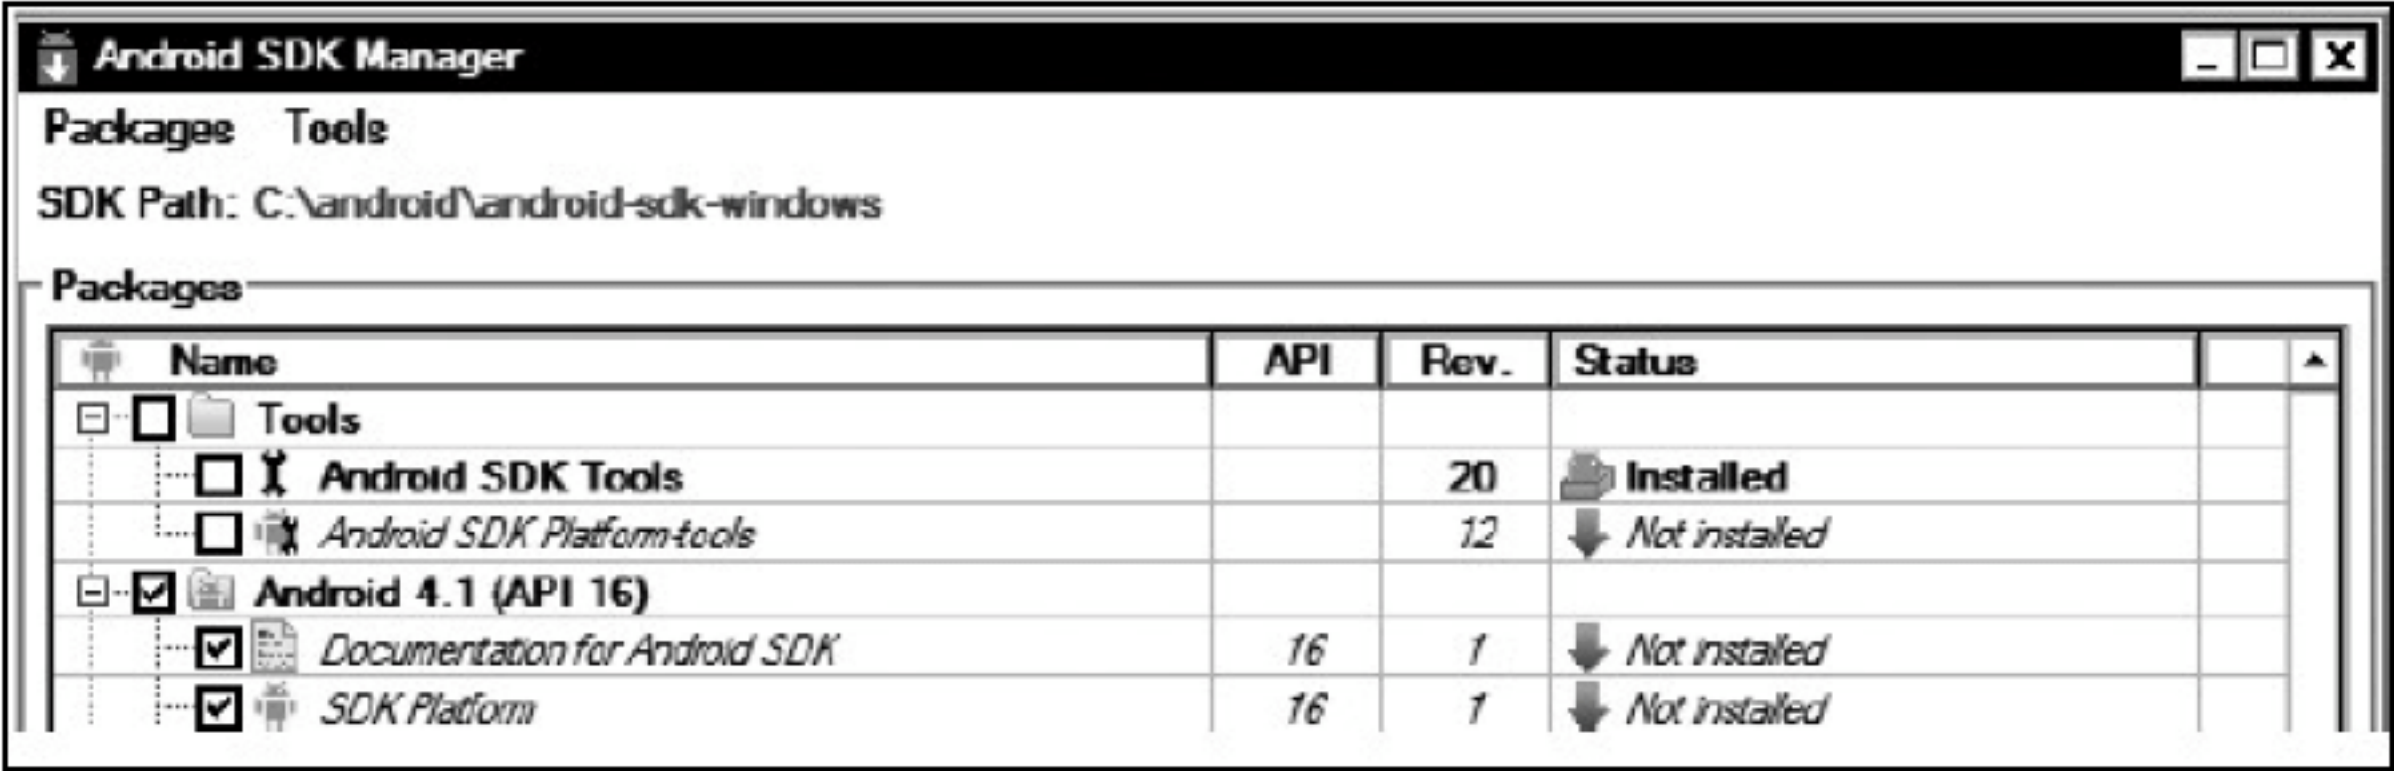 Android SDK Manager
Packages Tools
SDK Path: C:\android\android-sdk-windows
Packages
Name API Rev. Status
Tools
Android SDK Tools 20 Installed
Android SDK Platform-tools 12 Not installed
Android 4.1 (API 16)
Documentation for Android SDK 16 1 Not installed
SDK Platform 16 1 Not installed